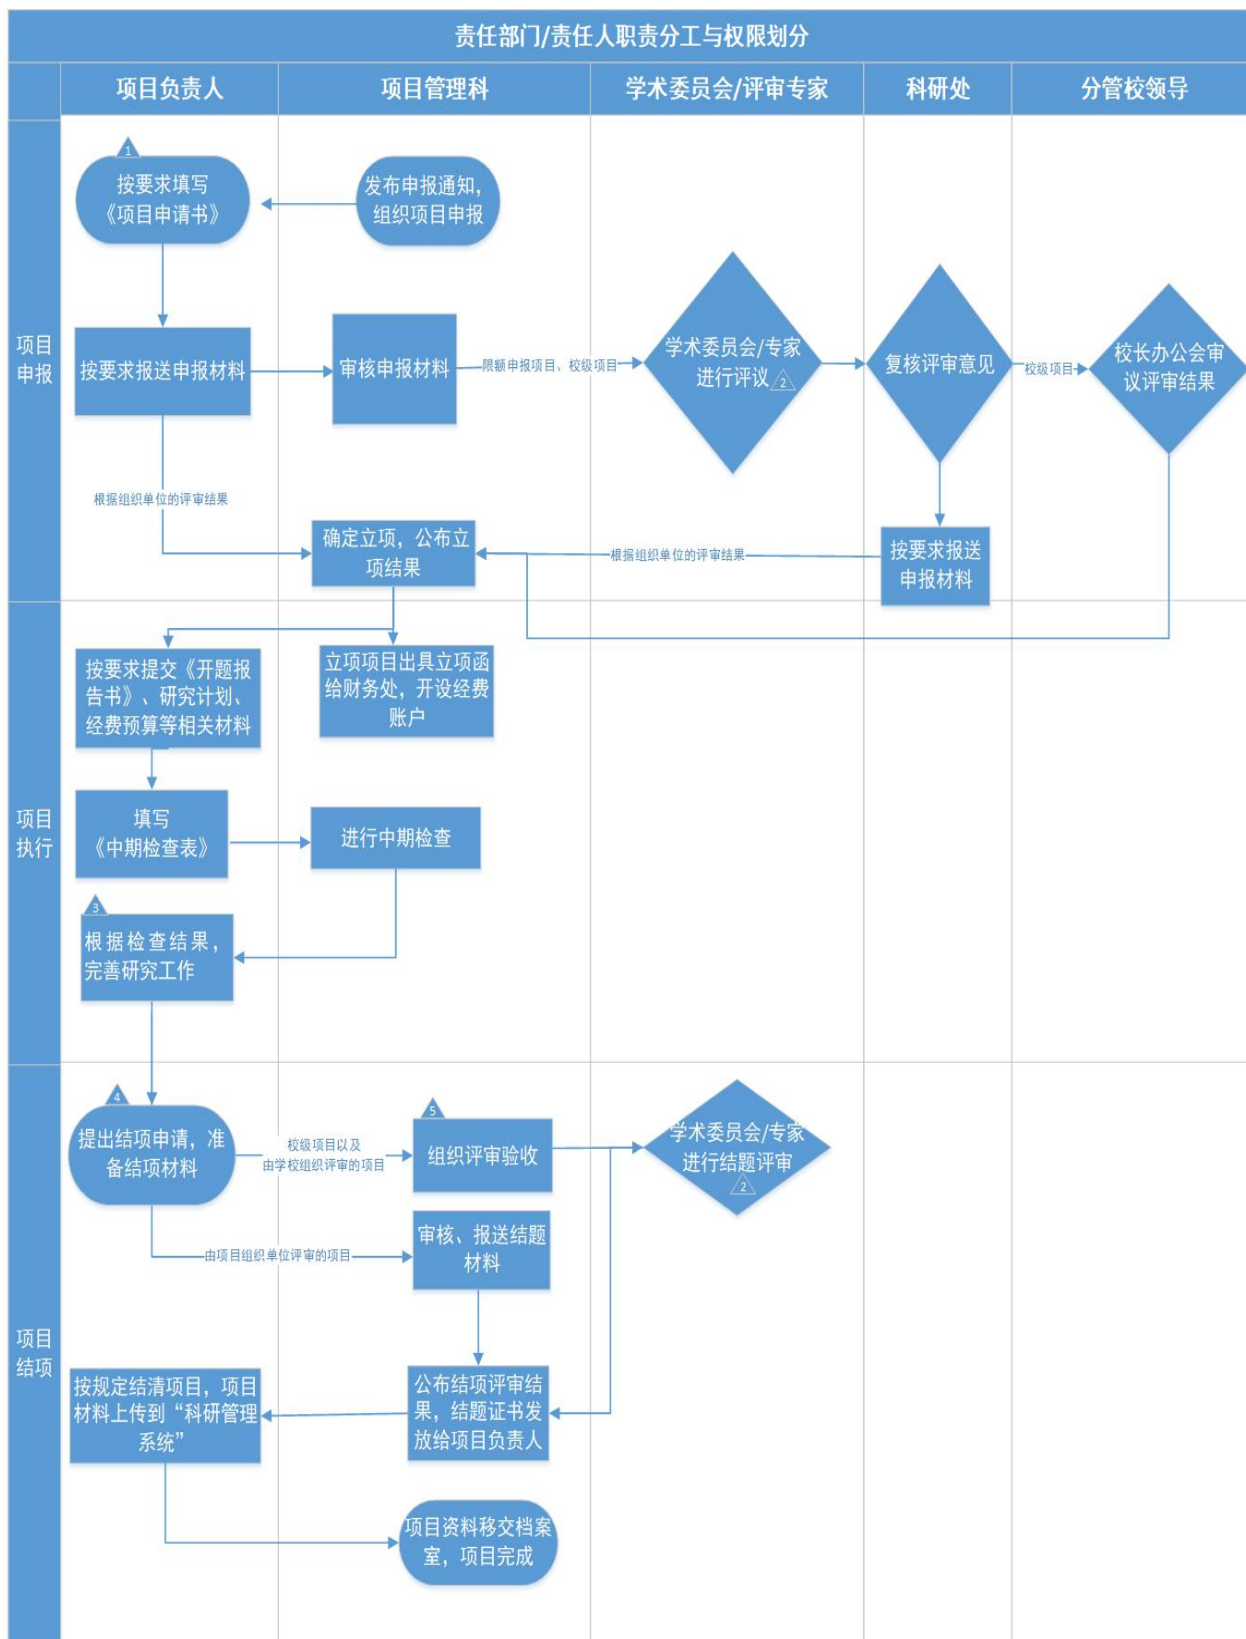 责任部门/责任人职责分工与权限划分
项目负责人
项目管理科
学术委员会/评审专家
科研处
分管校领导
项目
申报
1
按要求填写
《项目申请书》
发布申报通知，
组织项目申报
按要求报送申报材料
审核申报材料
限额申报项目、校级项目
学术委员会/专家
进行评议
2
复核评审意见
校级项目
校长办公会审
议评审结果
根据组织单位的评审结果
确定立项，公布立
项结果
根据组织单位的评审结果
按要求报送
申报材料
项目
执行
按要求提交《开题报
告书》、研究计划、
经费预算等相关材料
立项项目出具立项函
给财务处，开设经费
账户
填写
《中期检查表》
进行中期检查
3
根据检查结果，
完善研究工作
项目
结项
4
提出结项申请，准
备结项材料
校级项目以及
由学校组织评审的项目
5
组织评审验收
学术委员会/专家
进行结题评审
2
由项目组织单位评审的项目
审核、报送结题
材料
按规定结清项目，项目
材料上传到“科研管理
系统”
公布结项评审结
果，结题证书发
放给项目负责人
项目资料移交档案
室，项目完成